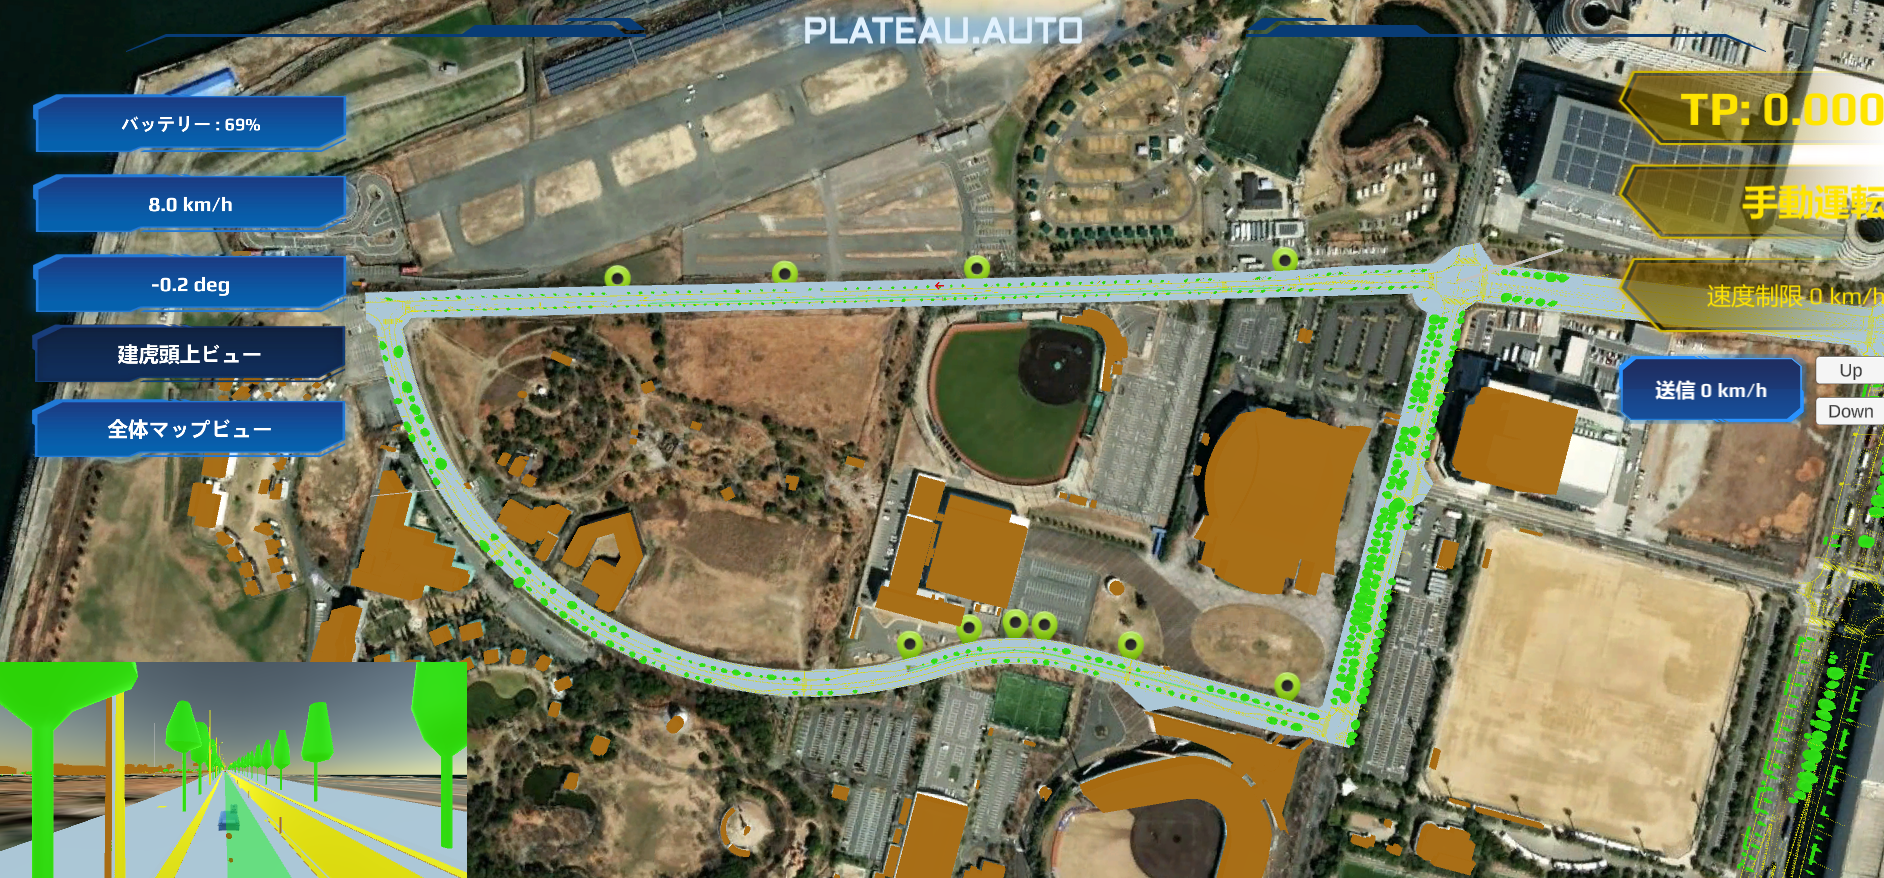 PLATEAU.AUTO
バッテリー : 69%
8.0 km/h
-0.2 deg
建虎頭上ビュー
全体マップビュー
TP: 0.000
手動運転
速度制限 0 km/h
送信 0 km/h
Up
Down